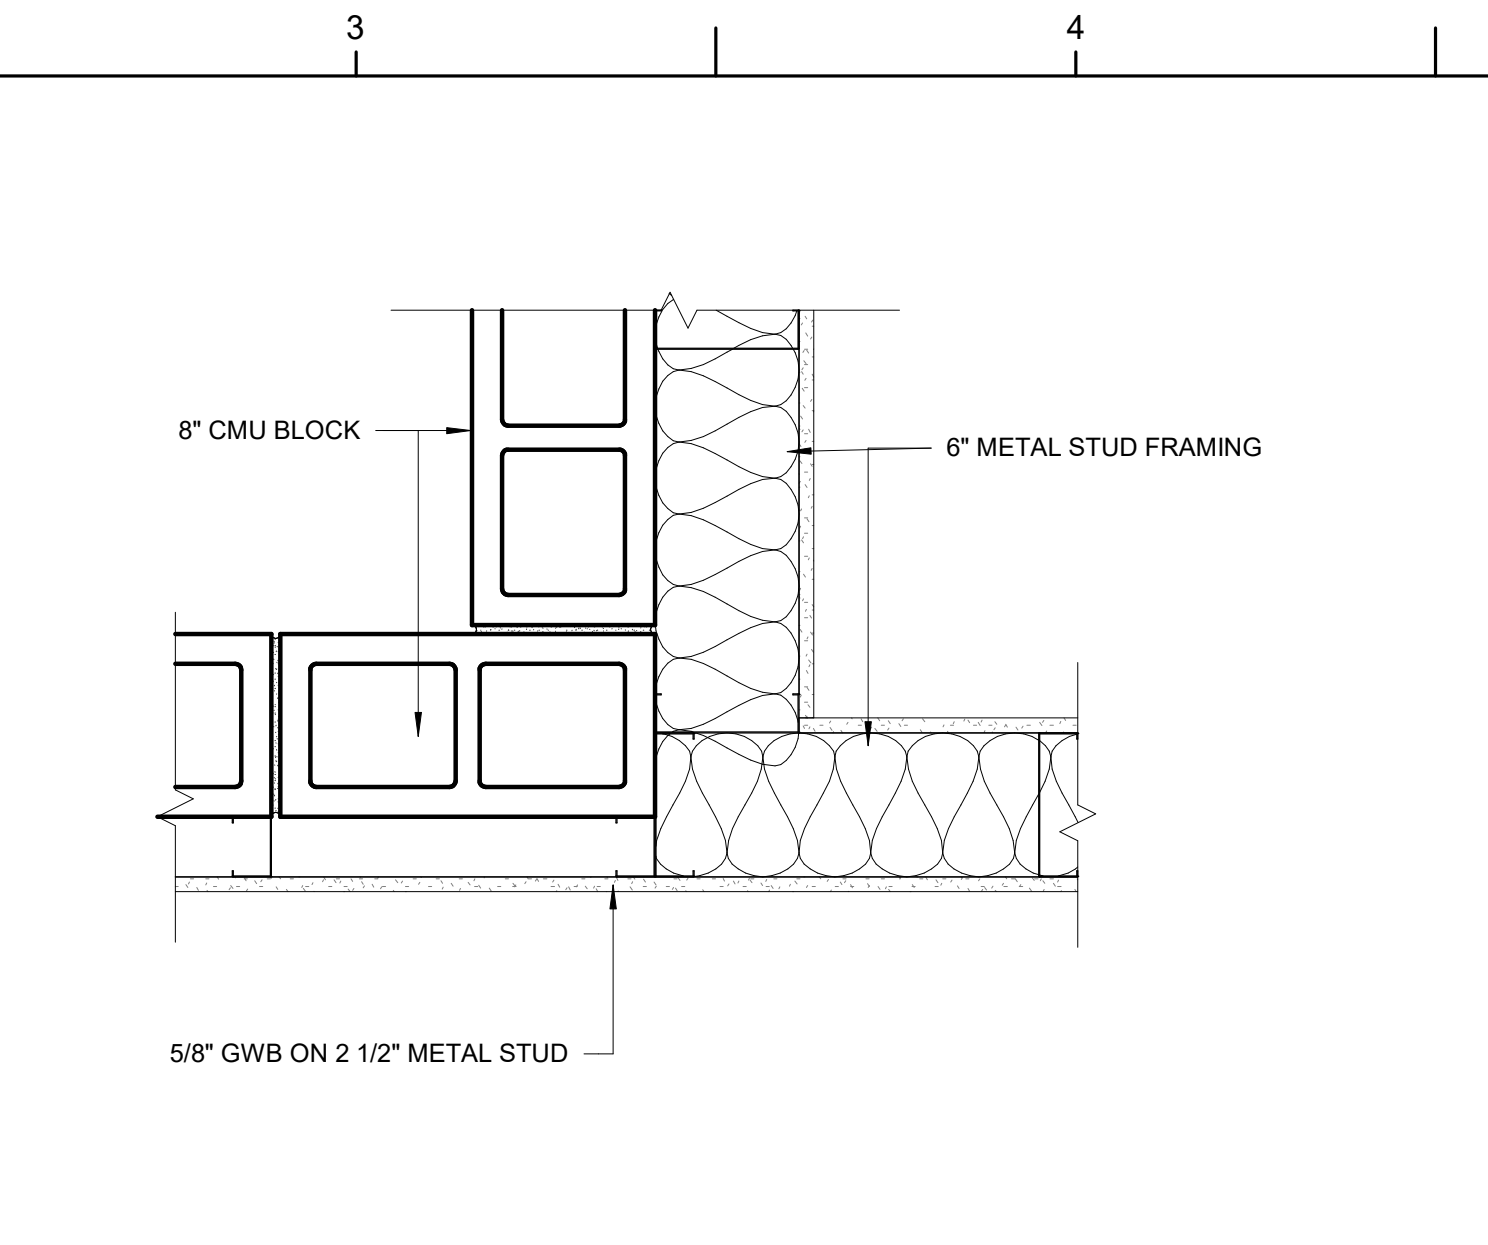 3 4
8" CMU BLOCK
6" METAL STUD FRAMING
5/8" GWB ON 2 1/2" METAL STUD